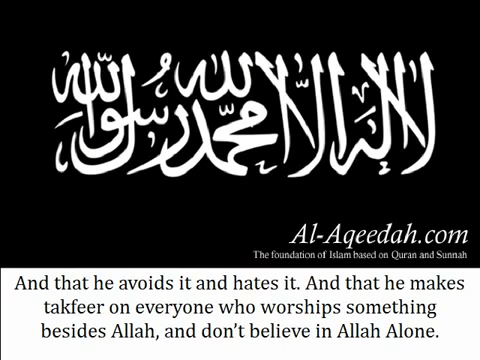 لا إله إلا الله محمد رسول الله
Al-Aqeedah.com
The foundation of Islam based on Quran and Sunnah
And that he avoids it and hates it. And that he makes
takfeer on everyone who worships something
besides Allah, and don't believe in Allah Alone.